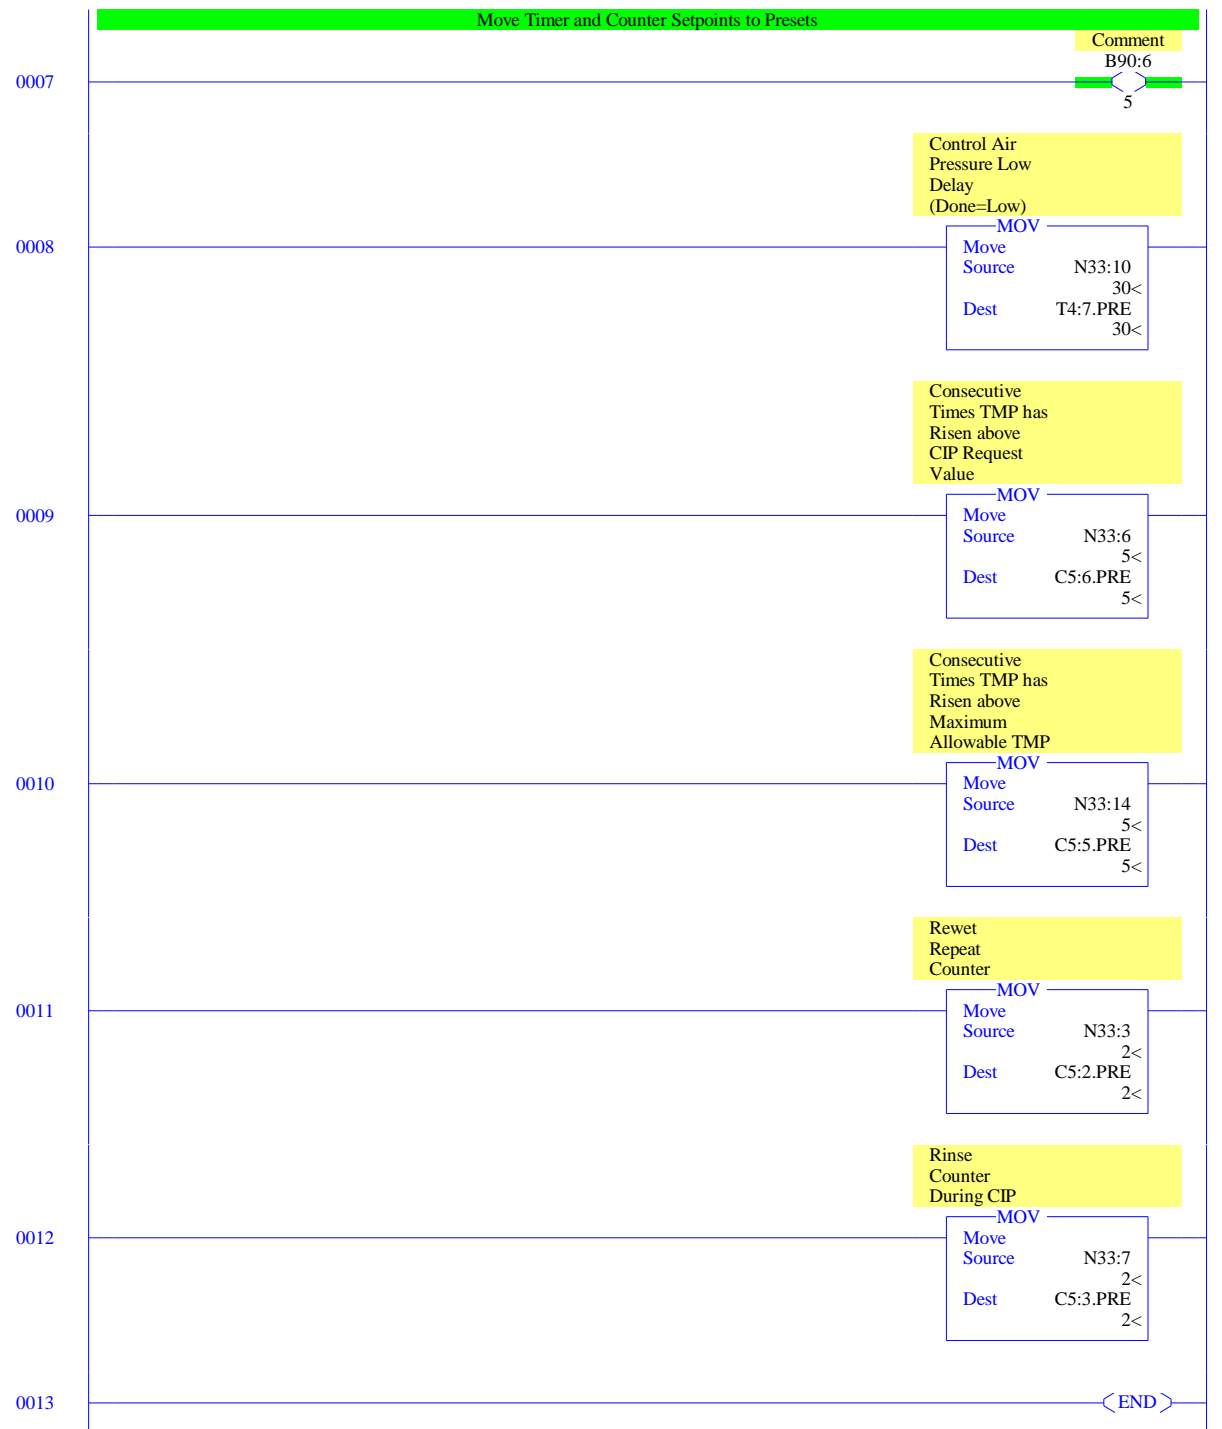 Move Timer and Counter Setpoints to Presets
Comment
B90:6
0007
5
Control Air
Pressure Low
Delay
(Done=Low)
MOV
0008
Move
Source N33:10
30<
Dest T4:7.PRE
30<
Consecutive
Times TMP has
Risen above
CIP Request
Value
MOV
0009
Move
Source N33:6
5<
Dest C5:6.PRE
5<
Consecutive
Times TMP has
Risen above
Maximum
Allowable TMP
MOV
0010
Move
Source N33:14
5<
Dest C5:5.PRE
5<
Rewet
Repeat
Counter
MOV
0011
Move
Source N33:3
2<
Dest C5:2.PRE
2<
Rinse
Counter
During CIP
MOV
0012
Move
Source N33:7
2<
Dest C5:3.PRE
2<
0013 END